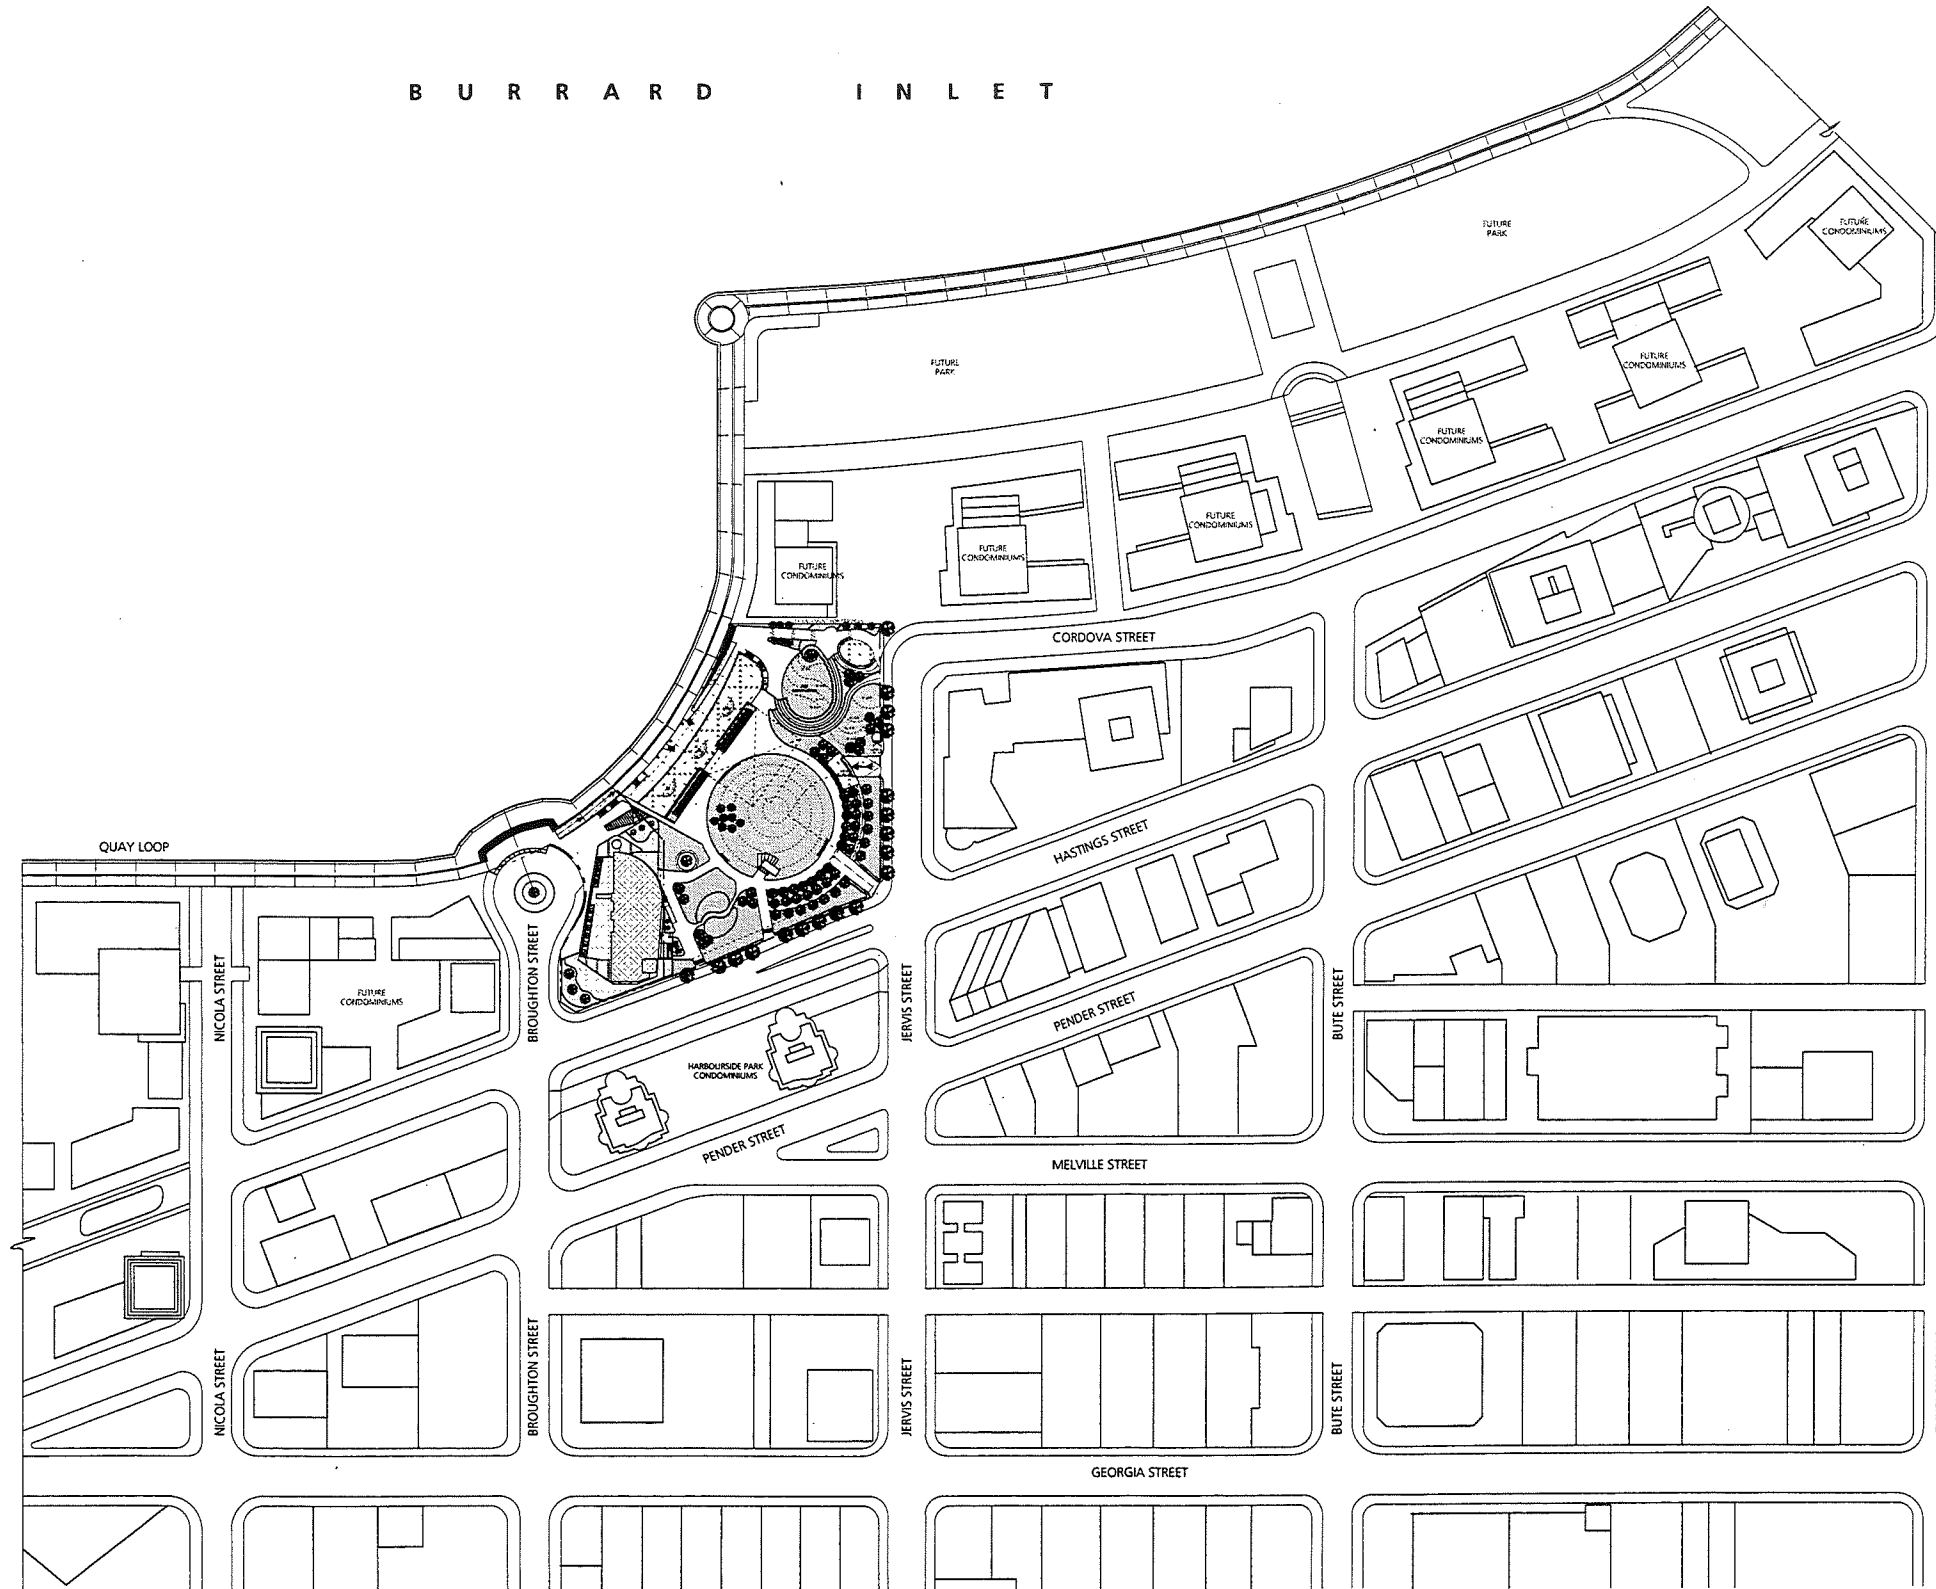 BURRARD INLET
FUTURE
PARK
FUTURE
CONDOMINIUMS
FUTURE
PARK
FUTURE
CONDOMINIUMS
FUTURE
CONDOMINIUMS
FUTURE
CONDOMINIUMS
FUTURE
CONDOMINIUMS
FUTURE
CONDOMINIUMS
CORDOVA STREET
HASTINGS STREET
QUAY LOOP
NICOLA STREET
FUTURE
CONDOMINIUMS
BROUGHTON STREET
JERVIS STREET
PENDER STREET
BUTE STREET
HARBOURSIDE PARK
CONDOMINIUMS
PENDER STREET
MELVILLE STREET
NICOLA STREET
BROUGHTON STREET
JERVIS STREET
BUTE STREET
GEORGIA STREET